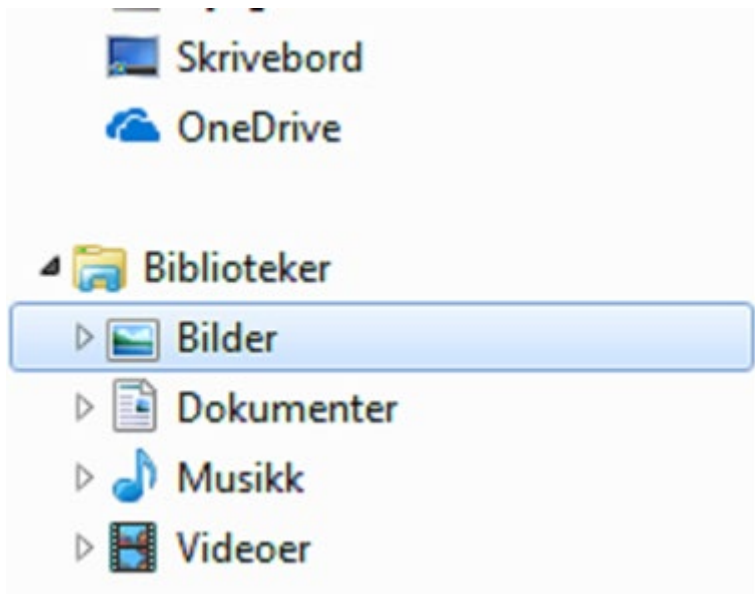 Skrivebord
OneDrive
Biblioteker
Bilder
Dokumenter
Musikk
Videoer